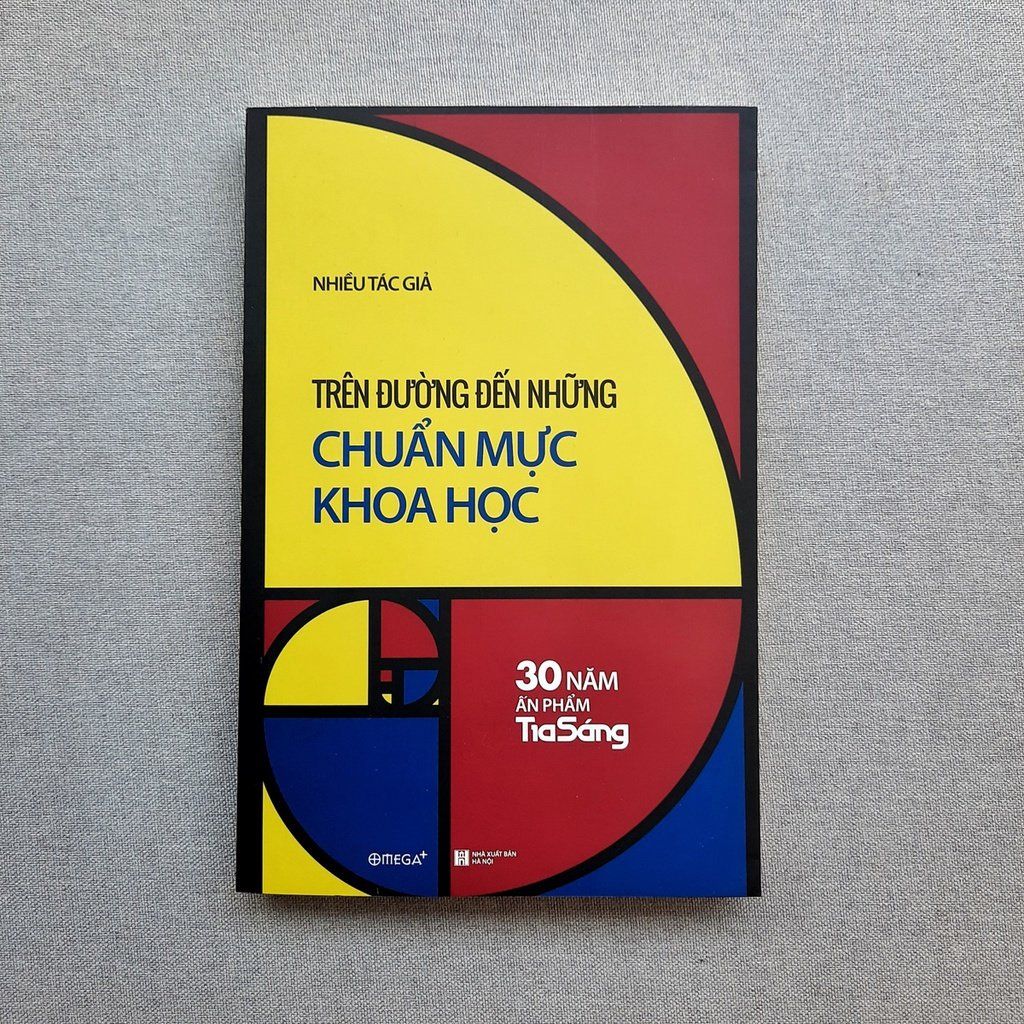 NHIỀU TÁC GIẢ
TRÊN ĐƯỜNG ĐẾN NHỮNG
CHUẨN MỰC
KHOA HỌC
30 NĂM
ẤN PHẨM
TiaSáng
OMEGA+
NHÀ XUẤT BẢN
HÀ NỘI